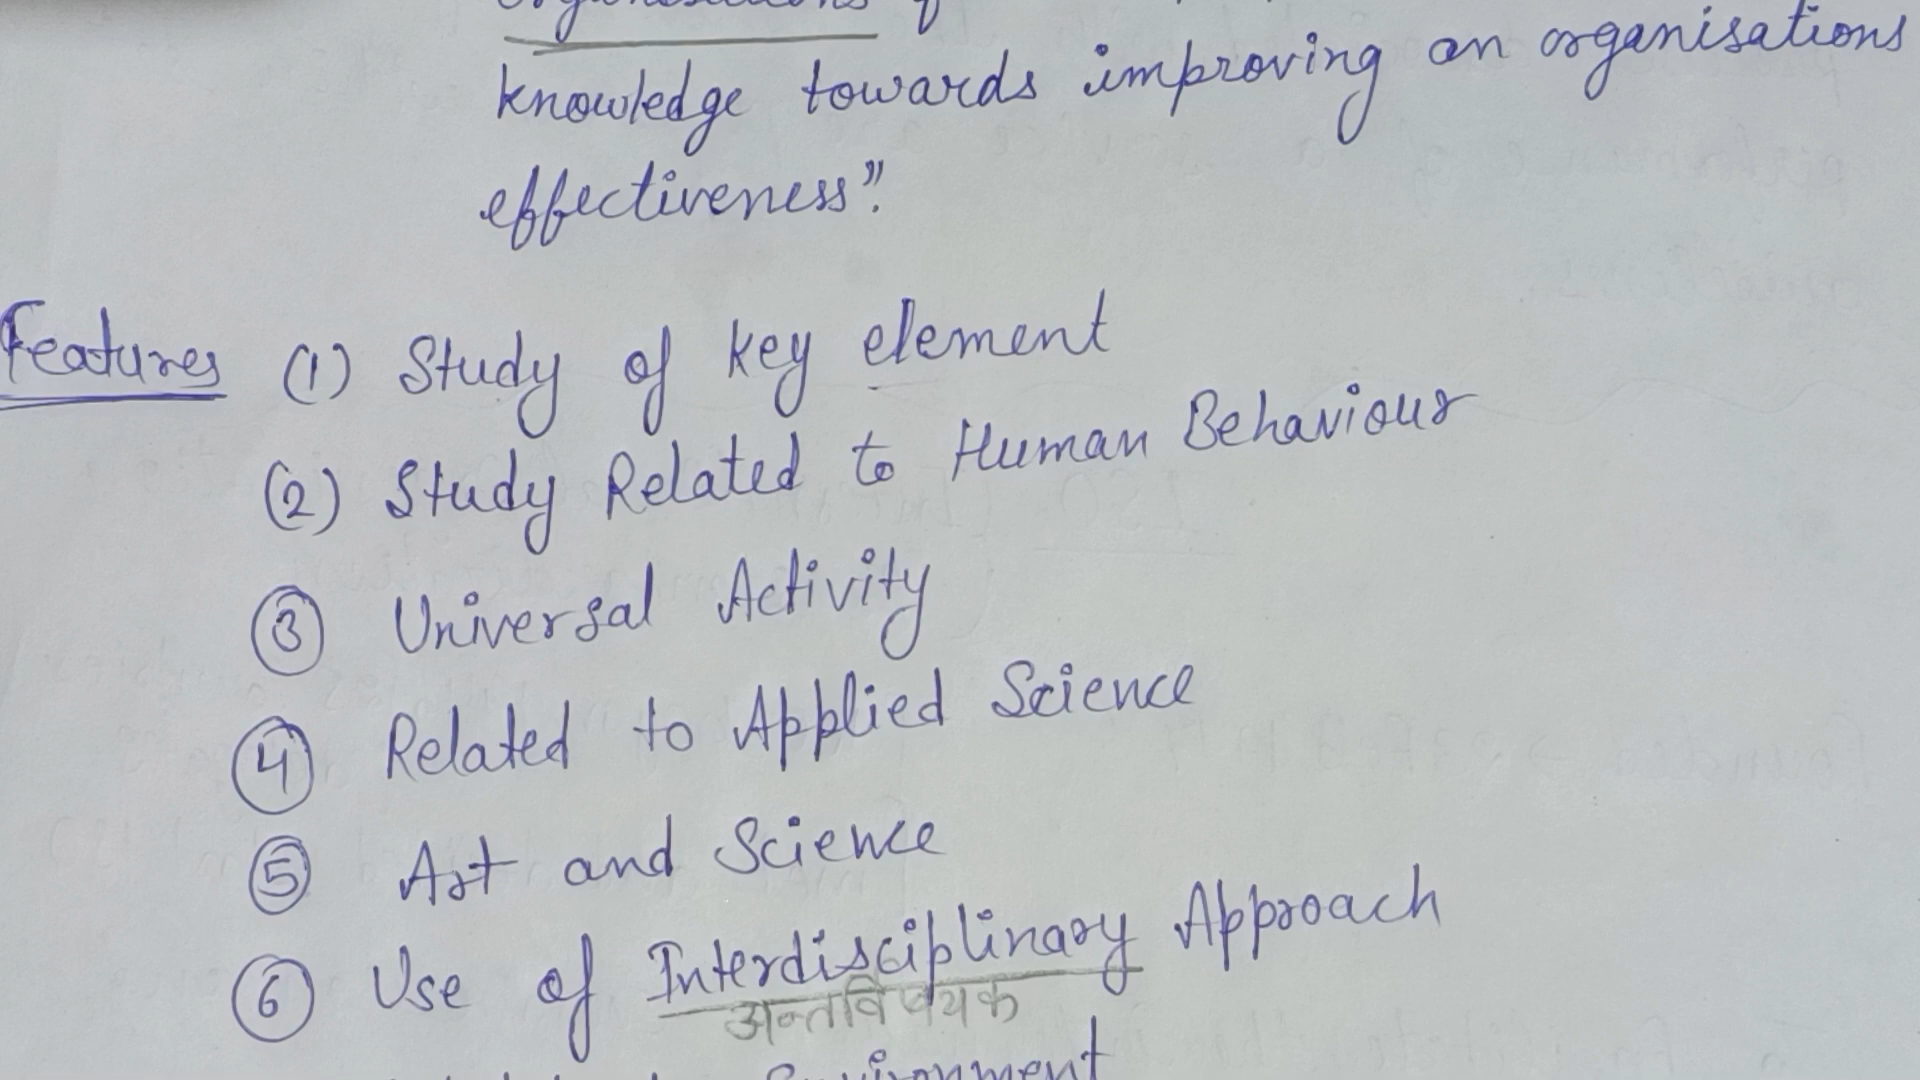 knowledge towards improving an organisations
effectiveness".
Features (1) Study of key element
(2) Study Related to Human Behaviour
(3) Universal Activity
(4) Related to Applied Science
(5) Art and Science
(6) Use of Interdisciplinary Approach
अन्तर्विषयक
Environment